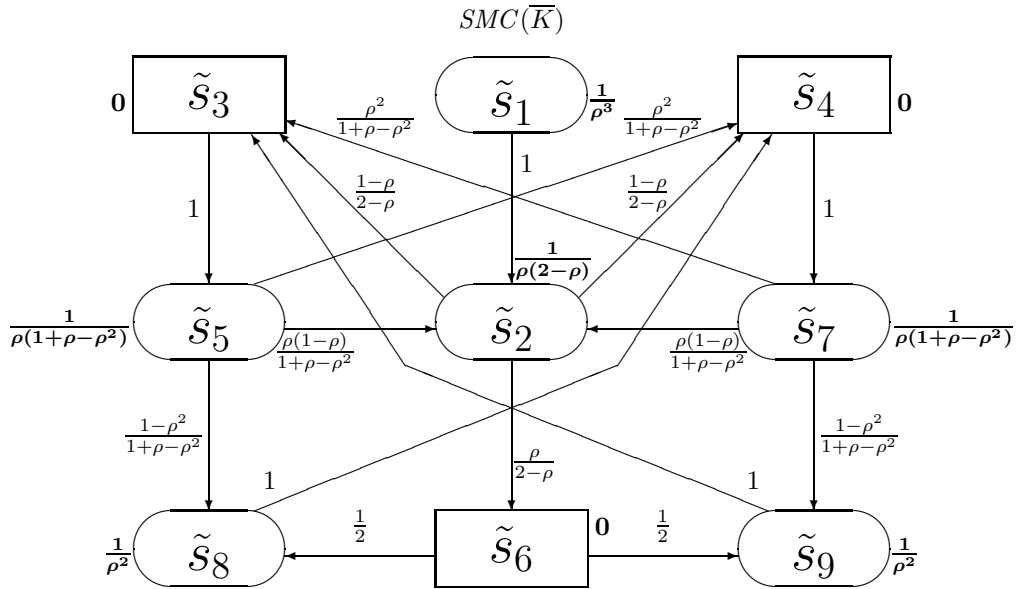 SMC(K̅)
0 s̃₃ s̃₁ 1/ρ³ s̃₄ 0
ρ²/(1+ρ−ρ²) ρ²/(1+ρ−ρ²)
1
(1−ρ)/(2−ρ) (1−ρ)/(2−ρ)
1 1
1/(ρ(2−ρ))
1/(ρ(1+ρ−ρ²)) s̃₅ s̃₂ s̃₇ 1/(ρ(1+ρ−ρ²))
ρ(1−ρ)/(1+ρ−ρ²) ρ(1−ρ)/(1+ρ−ρ²)
(1−ρ²)/(1+ρ−ρ²) (1−ρ²)/(1+ρ−ρ²)
1 ρ/(2−ρ) 1
1/2 0 1/2
1/ρ² s̃₈ s̃₆ s̃₉ 1/ρ²